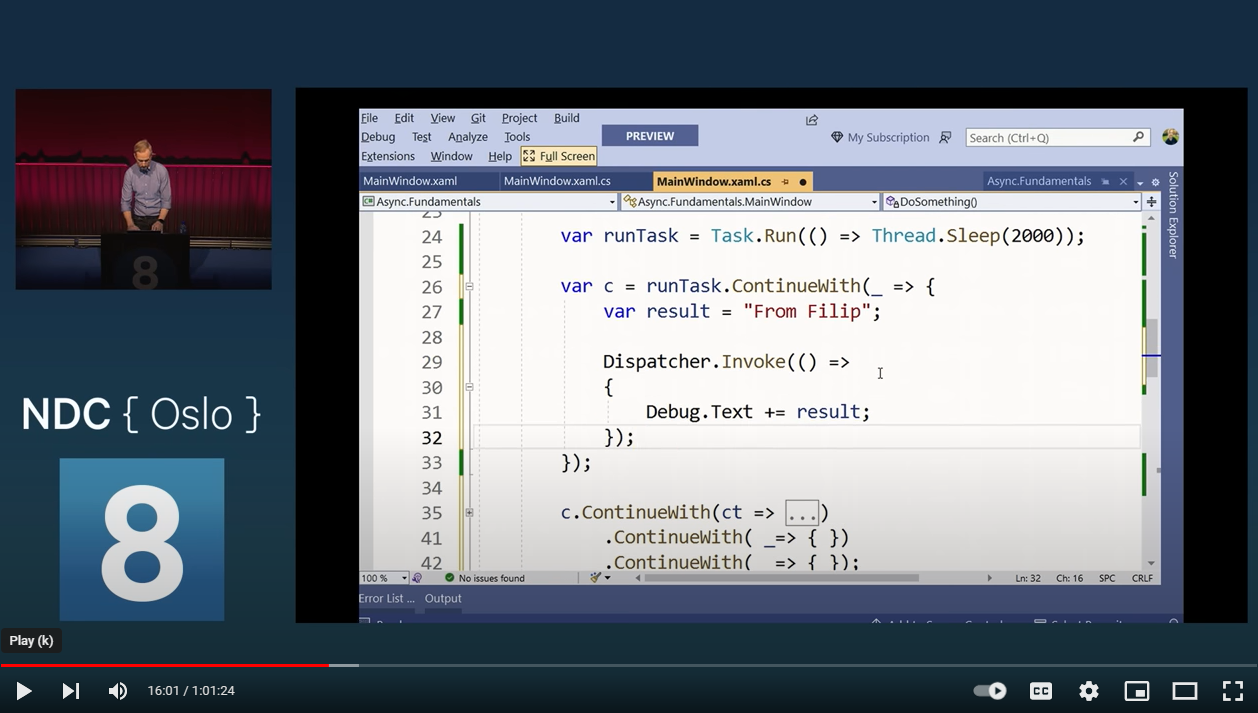 File Edit View Git Project Build
Debug Test Analyze Tools
PREVIEW
My Subscription
Search (Ctrl+Q)
Extensions Window Help Full Screen
MainWindow.xaml MainWindow.xaml.cs MainWindow.xaml.cs Async.Fundamentals
Async.Fundamentals Async.Fundamentals.MainWindow DoSomething()
Solution Explorer
24 var runTask = Task.Run(() => Thread.Sleep(2000));
25
26 var c = runTask.ContinueWith(_ => {
27 var result = "From Filip";
28
29 Dispatcher.Invoke(() =>
30 {
31 Debug.Text += result;
32 });
33 });
34
35 c.ContinueWith(ct => ...)
41 .ContinueWith( _=> { })
42 .ContinueWith( _=> { });
100 % No issues found Ln: 32 Ch: 16 SPC CRLF
Error List ... Output
8
NDC { Oslo }
8
Play (k)
16:01 / 1:01:24
CC